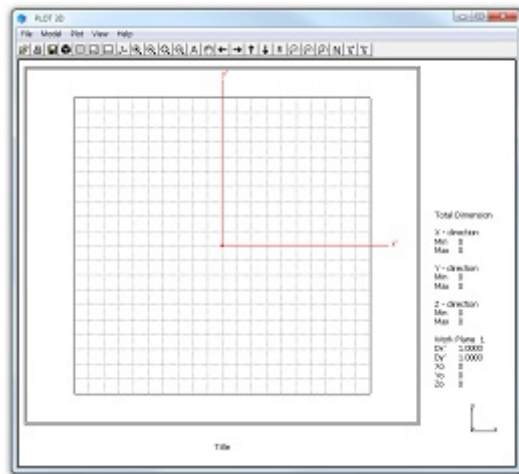 PLOT 3D
File Model Plot View Help
Y'
X'
Total Dimension
X - direction
Min 0
Max 0
Y - direction
Min 0
Max 0
Z - direction
Min 0
Max 0
Work Plane 1
Dx' 1.0000
Dy' 1.0000
Xo 0
Yo 0
Zo 0
Title